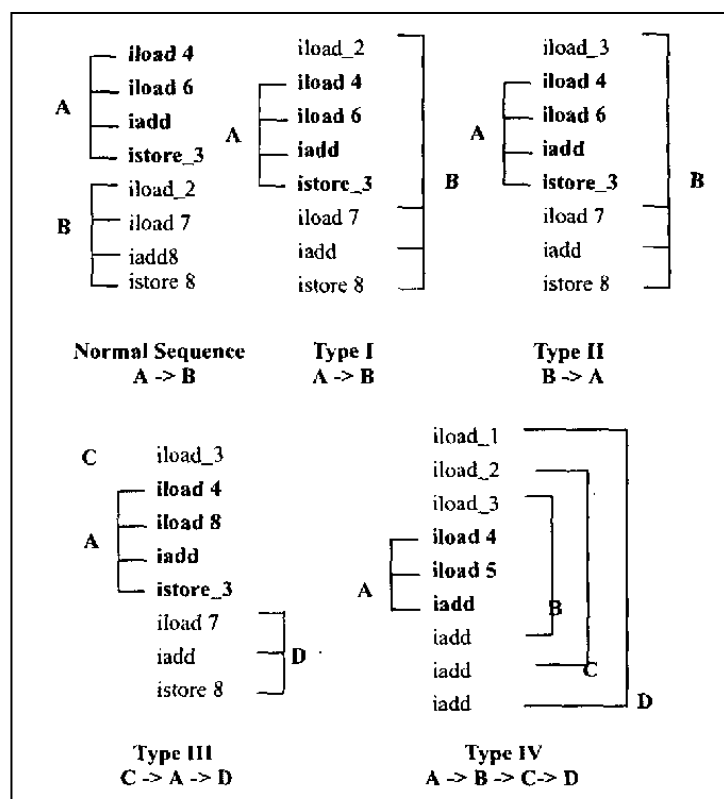 iload 4
iload 6
A
iadd
istore_3
iload_2
B
iload 7
iadd8
istore 8
Normal Sequence
A -> B
iload_2
iload 4
iload 6
A
iadd
istore_3
B
iload 7
iadd
istore 8
Type I
A -> B
iload_3
iload 4
iload 6
A
iadd
istore_3
B
iload 7
iadd
istore 8
Type II
B -> A
C iload_3
iload 4
iload 8
A
iadd
istore_3
iload 7
iadd D
istore 8
Type III
C -> A -> D
iload_1
iload_2
iload_3
iload 4
iload 5
A
iadd
B
iadd
iadd C
iadd D
Type IV
A -> B -> C-> D